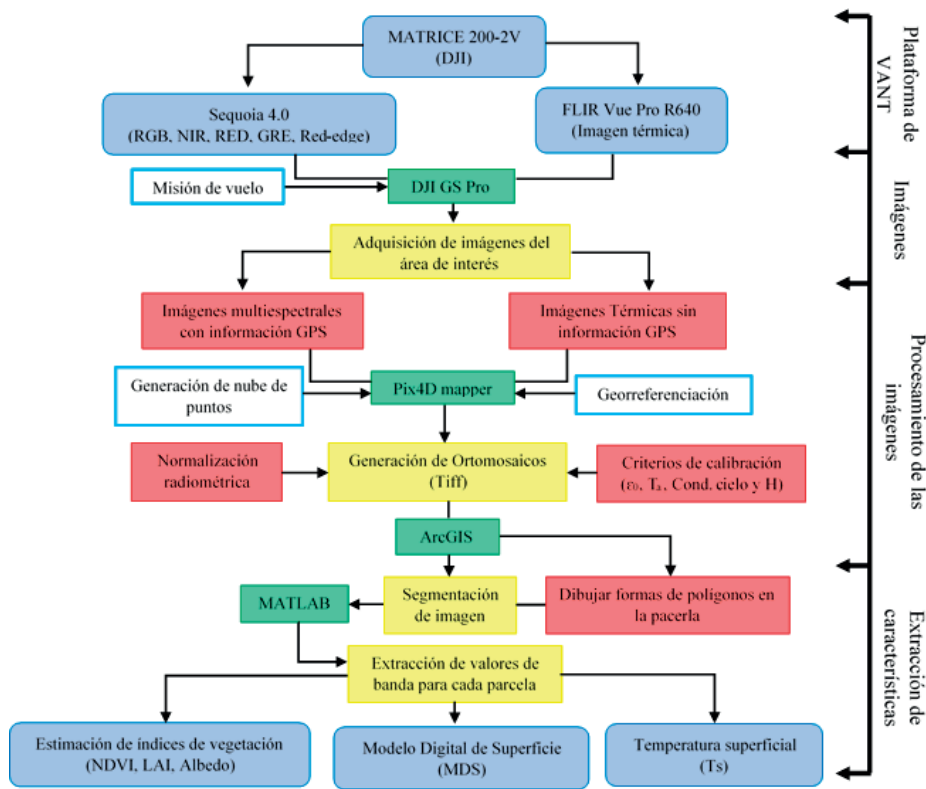 MATRICE 200-2V
(DJI)
Sequoia 4.0
(RGB, NIR, RED, GRE, Red-edge)
FLIR Vue Pro R640
(Imagen térmica)
Plataforma de
VANT
Misión de vuelo
DJI GS Pro
Adquisición de imágenes del
área de interés
Imágenes
Imágenes multiespectrales
con información GPS
Imágenes Térmicas sin
información GPS
Generación de nube de
puntos
Pix4D mapper
Georreferenciación
Normalización
radiométrica
Generación de Ortomosaicos
(Tiff)
Criterios de calibración
(ε₀, Tₐ, Cond. cielo y H)
ArcGIS
Procesamiento de las
imágenes
MATLAB
Segmentación
de imagen
Dibujar formas de polígonos en
la pacerla
Extracción de valores de
banda para cada parcela
Estimación de índices de vegetación
(NDVI, LAI, Albedo)
Modelo Digital de Superficie
(MDS)
Temperatura superficial
(Ts)
Extracción de
características